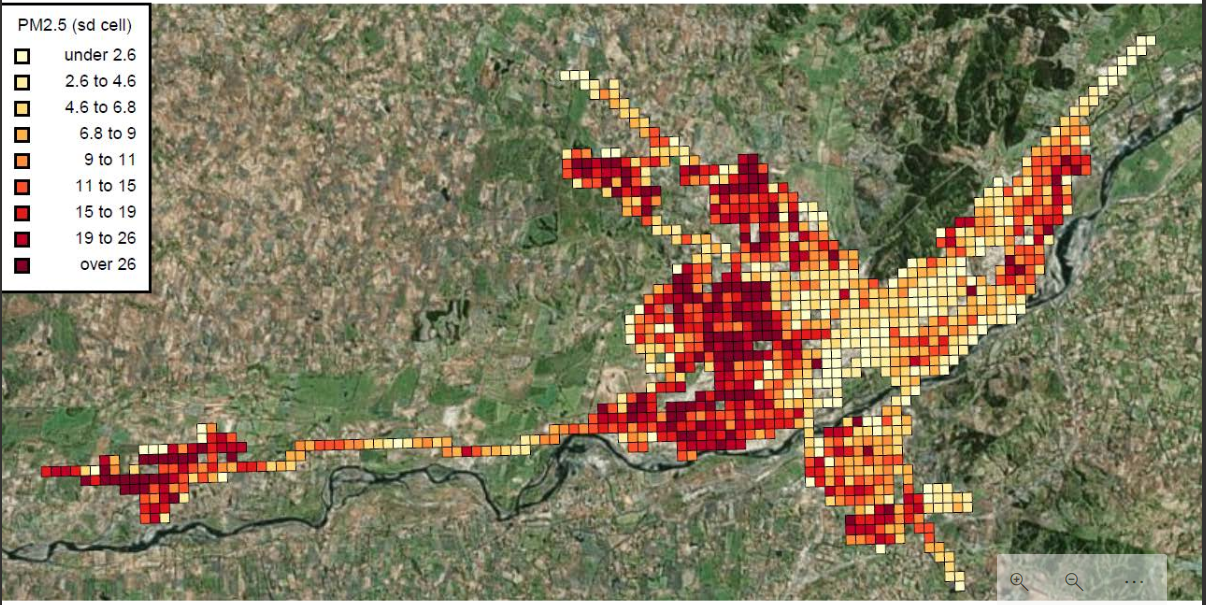 PM2.5 (sd cell)
under 2.6
2.6 to 4.6
4.6 to 6.8
6.8 to 9
9 to 11
11 to 15
15 to 19
19 to 26
over 26